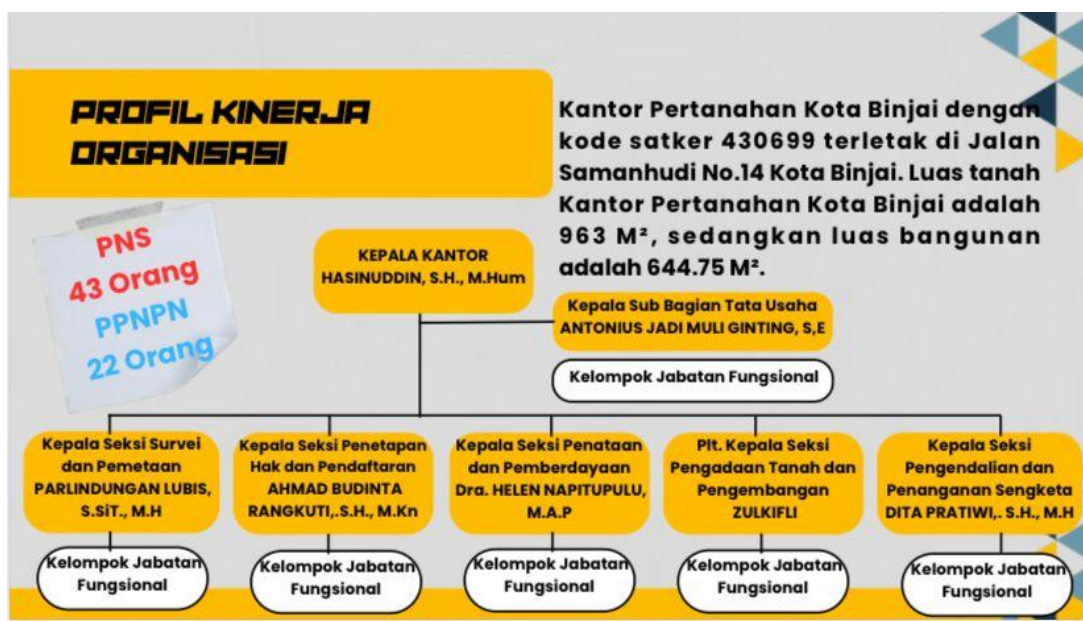 PROFIL KINERJA
ORGANISASI
Kantor Pertanahan Kota Binjai dengan
kode satker 430699 terletak di Jalan
Samanhudi No.14 Kota Binjai. Luas tanah
Kantor Pertanahan Kota Binjai adalah
963 M², sedangkan luas bangunan
adalah 644.75 M².
PNS
43 Orang
PPNPN
22 Orang
KEPALA KANTOR
HASINUDDIN, S.H., M.Hum
Kepala Sub Bagian Tata Usaha
ANTONIUS JADI MULI GINTING, S,E
Kelompok Jabatan Fungsional
Kepala Seksi Survei
dan Pemetaan
PARLINDUNGAN LUBIS,
S.SiT., M.H
Kelompok Jabatan
Fungsional
Kepala Seksi Penetapan
Hak dan Pendaftaran
AHMAD BUDINTA
RANGKUTI,.S.H., M.Kn
Kelompok Jabatan
Fungsional
Kepala Seksi Penataan
dan Pemberdayaan
Dra. HELEN NAPITUPULU,
M.A.P
Kelompok Jabatan
Fungsional
Plt. Kepala Seksi
Pengadaan Tanah dan
Pengembangan
ZULKIFLI
Kelompok Jabatan
Fungsional
Kepala Seksi
Pengendalian dan
Penanganan Sengketa
DITA PRATIWI,. S.H., M.H
Kelompok Jabatan
Fungsional